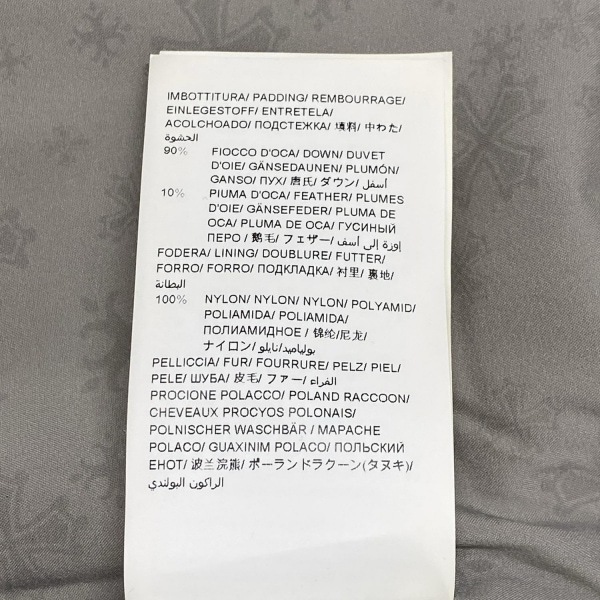 IMBOTTITURA/ PADDING/ REMBOURRAGE/
EINLEGESTOFF/ ENTRETELA/
ACOLCHOADO/ ПОДСТЕЖКА/ 填料/ 中わた/
الحشوة
90% FIOCCO D'OCA/ DOWN/ DUVET
D'OIE/ GÄNSEDAUNEN/ PLUMÓN/
GANSO/ ПУХ/ 唐氏/ ダウン/ أسفل
10% PIUMA D'OCA/ FEATHER/ PLUMES
D'OIE/ GÄNSEFEDER/ PLUMA DE
OCA/ PLUMA DE OCA/ ГУСИНЫЙ
ПЕРО / 鵝毛/ フェザー/ إوزة إلى أسف
FODERA/ LINING/ DOUBLURE/ FUTTER/
FORRO/ FORRO/ ПОДКЛАДКА/ 衬里/ 裏地/
البطانة
100% NYLON/ NYLON/ NYLON/ POLYAMID/
POLIAMIDA/ POLIAMIDA/
ПОЛИАМИДНОЕ / 锦纶/尼龙/
ナイロン/ بوليامید/نايلو
PELLICCIA/ FUR/ FOURRURE/ PELZ/ PIEL/
PELE/ ШУБА/ 皮毛/ ファー/ الفراء
PROCIONE POLACCO/ POLAND RACCOON/
CHEVEAUX PROCYOS POLONAIS/
POLNISCHER WASCHBÄR / MAPACHE
POLACO/ GUAXINIM POLACO/ ПОЛЬСКИЙ
ЕНОТ/ 波兰浣熊/ ポーランドラクーン(タヌキ)/
الراكون البولندي